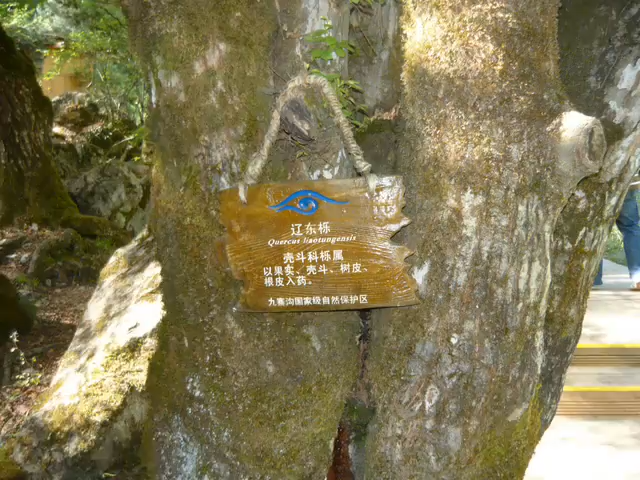 辽东栎
Quercus liaotungensis
壳斗科栎属
以果实、壳斗、树皮、
根皮入药。
九寨沟国家级自然保护区